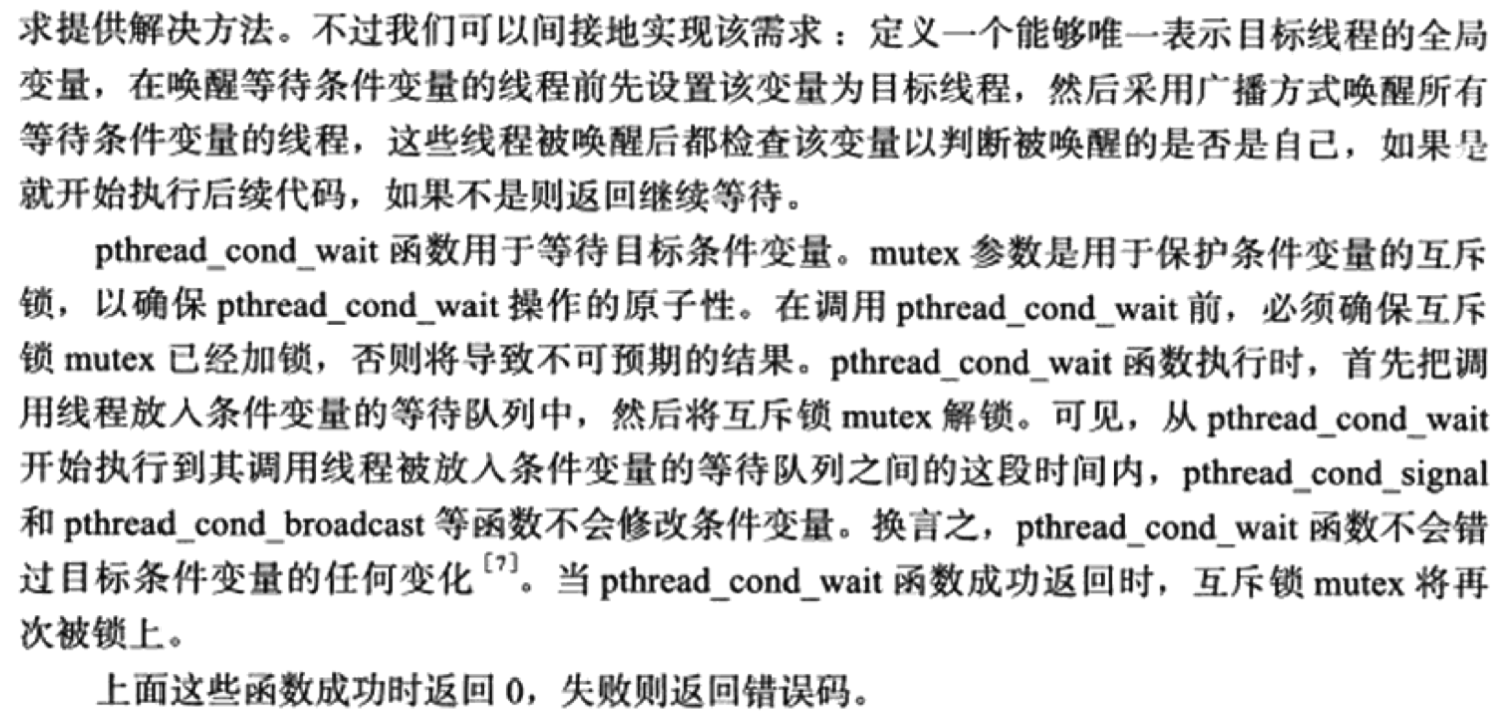 求提供解决方法。不过我们可以间接地实现该需求：定义一个能够唯一表示目标线程的全局
变量，在唤醒等待条件变量的线程前先设置该变量为目标线程，然后采用广播方式唤醒所有
等待条件变量的线程，这些线程被唤醒后都检查该变量以判断被唤醒的是否是自己，如果是
就开始执行后续代码，如果不是则返回继续等待。
pthread_cond_wait 函数用于等待目标条件变量。mutex 参数是用于保护条件变量的互斥
锁，以确保 pthread_cond_wait 操作的原子性。在调用 pthread_cond_wait 前，必须确保互斥
锁 mutex 已经加锁，否则将导致不可预期的结果。pthread_cond_wait 函数执行时，首先把调
用线程放入条件变量的等待队列中，然后将互斥锁 mutex 解锁。可见，从 pthread_cond_wait
开始执行到其调用线程被放入条件变量的等待队列之间的这段时间内，pthread_cond_signal
和 pthread_cond_broadcast 等函数不会修改条件变量。换言之，pthread_cond_wait 函数不会错
过目标条件变量的任何变化[7]。当 pthread_cond_wait 函数成功返回时，互斥锁 mutex 将再
次被锁上。
上面这些函数成功时返回 0，失败则返回错误码。